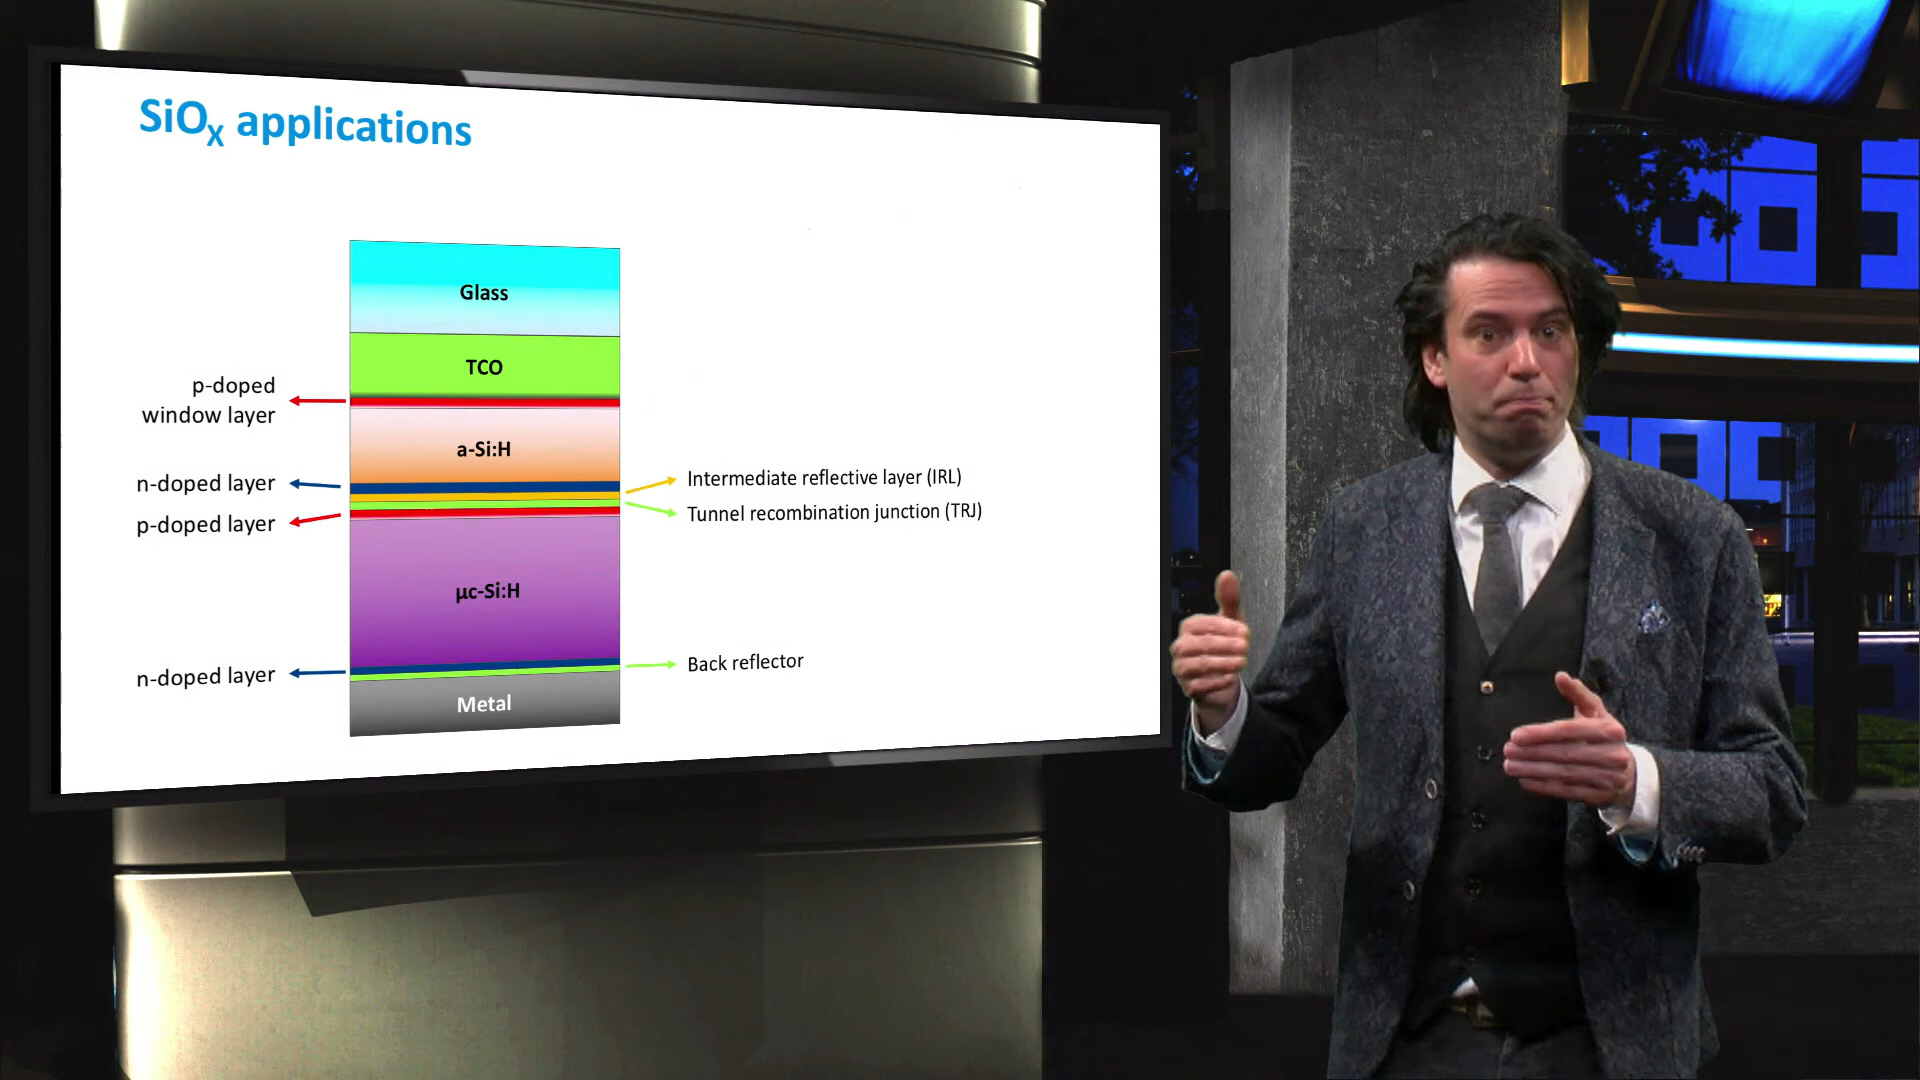 SiOX applications
Glass
TCO
p-doped
window layer
a-Si:H
n-doped layer
Intermediate reflective layer (IRL)
p-doped layer
Tunnel recombination junction (TRJ)
μc-Si:H
n-doped layer
Back reflector
Metal